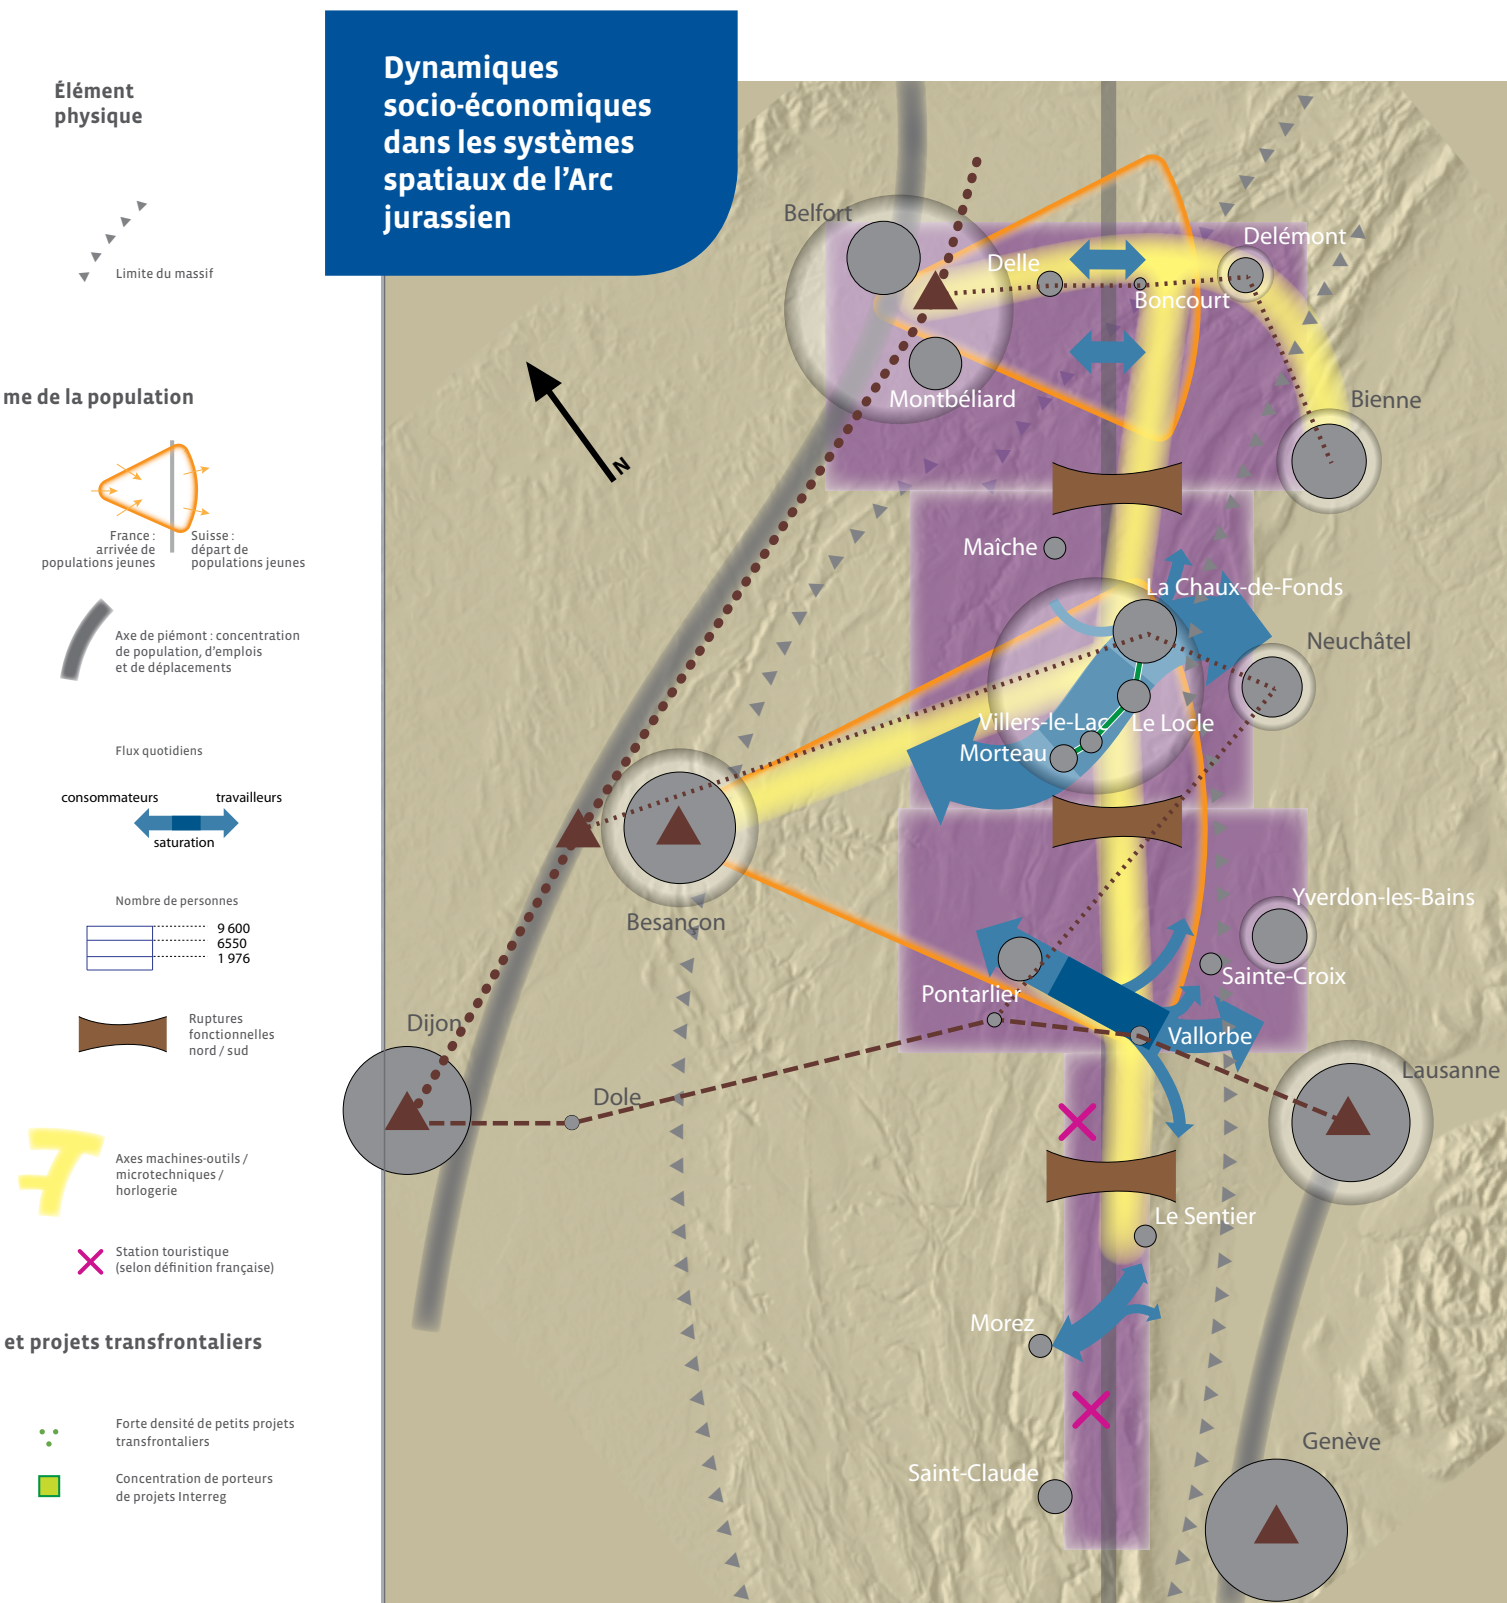 Dynamiques
socio-économiques
dans les systèmes
spatiaux de l'Arc
jurassien
Élément
physique
Limite du massif
me de la population
France :
arrivée de
populations jeunes
Suisse :
départ de
populations jeunes
Axe de piémont : concentration
de population, d'emplois
et de déplacements
Flux quotidiens
consommateurs
travailleurs
saturation
Nombre de personnes
9 600
6550
1 976
Ruptures
fonctionnelles
nord / sud
Axes machines-outils /
microtechniques /
horlogerie
Station touristique
(selon définition française)
et projets transfrontaliers
Forte densité de petits projets
transfrontaliers
Concentration de porteurs
de projets Interreg
N
Belfort
Delémont
Delle
Boncourt
Montbéliard
Bienne
Maîche
La Chaux-de-Fonds
Neuchâtel
Villers-le-Lac
Le Locle
Morteau
Besançon
Yverdon-les-Bains
Sainte-Croix
Pontarlier
Dijon
Vallorbe
Lausanne
Dole
Le Sentier
Morez
Genève
Saint-Claude